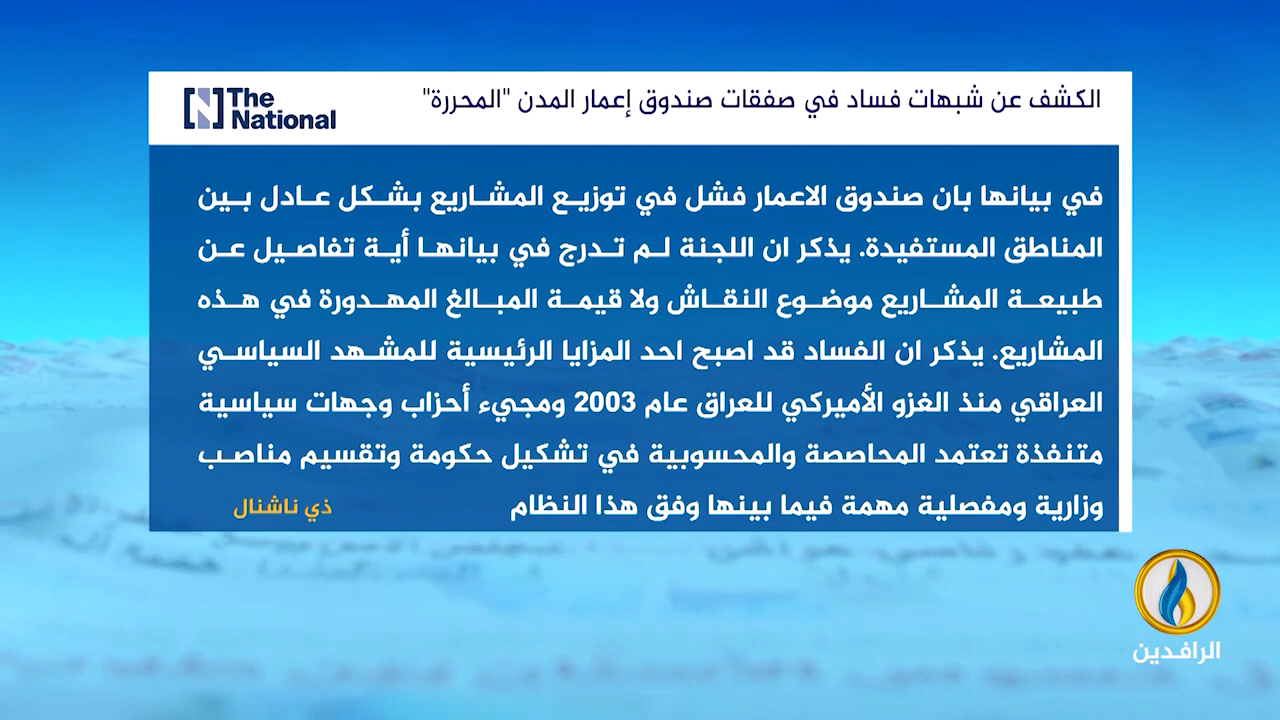 الكشف عن شبهات فساد في صفقات صندوق إعمار المدن "المحررة"
The
National
في بيانها بان صندوق الاعمار فشل في توزيع المشاريع بشكل عادل بين
المناطق المستفيدة. يذكر ان اللجنة لم تدرج في بيانها أية تفاصيل عن
طبيعة المشاريع موضوع النقاش ولا قيمة المبالغ المهدورة في هذه
المشاريع. يذكر ان الفساد قد اصبح احد المزايا الرئيسية للمشهد السياسي
العراقي منذ الغزو الأميركي للعراق عام 2003 ومجيء أحزاب وجهات سياسية
متنفذة تعتمد المحاصصة والمحسوبية في تشكيل حكومة وتقسيم مناصب
وزارية ومفصلية مهمة فيما بينها وفق هذا النظام
ذي ناشنال
الرافدين